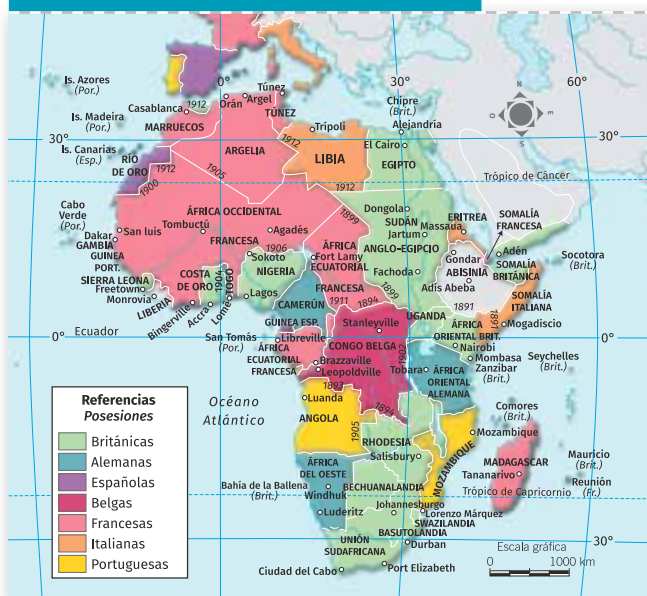 0°
30°
60°
Is. Azores
(Por.)
Is. Madeira
(Por.)
Is. Canarias
(Esp.)
Casablanca
1912
Orán
Argel
Túnez
TÚNEZ
MARRUECOS
ARGELIA
1912
Trípoli
LIBIA
Chipre
(Brit.)
Alejandría
El Cairo
EGIPTO
N
E
S
O
30°
30°
RÍO
DE ORO
1912
1900
1905
1912
Trópico de Cáncer
Cabo
Verde
(Por.)
Dakar
San luis
GAMBIA
GUINEA
PORT.
Tombuctú
ÁFRICA OCCIDENTAL
FRANCESA
Agadés
1899
1906
Sokoto
NIGERIA
ÁFRICA
Fort Lamy
ECUATORIAL
FRANCESA
Dongola
SUDÁN
Jartum
ANGLO-EGIPCIO
Fachoda
1899
ERITREA
Massaua
SOMALÍA
FRANCESA
Gondar
ABISINIA
Adís Abeba
Adén
SOMALÍA
BRITÁNICA
Socotora
(Brit.)
SIERRA LEONA
Freetown
Monrovia
LIBERIA
COSTA
DE ORO
1904
TOGO
Bingerville
Accra
Lomé
Lagos
CAMERÚN
1911
1894
GUINEA ESP.
UGANDA
1891
SOMALÍA
ITALIANA
1891
Mogadiscio
0°
Ecuador
0°
San Tomás
(Por.)
Libreville
ÁFRICA
ECUATORIAL
FRANCESA
Stanleyville
CONGO BELGA
Brazzaville
Leopoldville
1902
ÁFRICA
ORIENTAL BRIT.
Nairobi
Mombasa
Zanzibar
(Brit.)
Seychelles
(Brit.)
Tobara
ÁFRICA
ORIENTAL
ALEMANA
1893
Luanda
ANGOLA
1894
1905
Océano
Atlántico
Comores
(Brit.)
Mozambique
RHODESIA
Salisbury
MOZAMBIQUE
MADAGASCAR
Tananarivo
Mauricio
(Brit.)
Reunión
(Fr.)
Trópico de Capricornio
ÁFRICA
DEL OESTE
Windhuk
Luderitz
Bahía de la Ballena
(Brit.)
BECHUANALANDIA
Johannesburgo
Lorenzo Márquez
SWAZILANDIA
BASUTOLANDIA
Durban
UNIÓN
SUDAFRICANA
Ciudad del Cabo
Port Elizabeth
30°
Escala gráfica
0
1000 km
Referencias
Posesiones
Británicas
Alemanas
Españolas
Belgas
Francesas
Italianas
Portuguesas